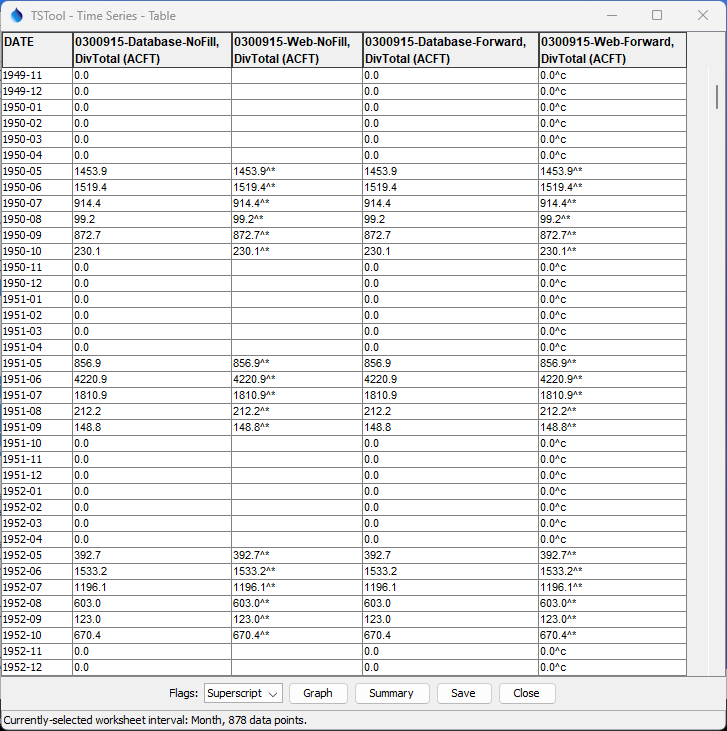 TSTool - Time Series - Table
DATE 0300915-Database-NoFill, DivTotal (ACFT) 0300915-Web-NoFill, DivTotal (ACFT) 0300915-Database-Forward, DivTotal (ACFT) 0300915-Web-Forward, DivTotal (ACFT)
1949-11 0.0 0.0 0.0^c
1949-12 0.0 0.0 0.0^c
1950-01 0.0 0.0 0.0^c
1950-02 0.0 0.0 0.0^c
1950-03 0.0 0.0 0.0^c
1950-04 0.0 0.0 0.0^c
1950-05 1453.9 1453.9^* 1453.9 1453.9^*
1950-06 1519.4 1519.4^* 1519.4 1519.4^*
1950-07 914.4 914.4^* 914.4 914.4^*
1950-08 99.2 99.2^* 99.2 99.2^*
1950-09 872.7 872.7^* 872.7 872.7^*
1950-10 230.1 230.1^* 230.1 230.1^*
1950-11 0.0 0.0 0.0^c
1950-12 0.0 0.0 0.0^c
1951-01 0.0 0.0 0.0^c
1951-02 0.0 0.0 0.0^c
1951-03 0.0 0.0 0.0^c
1951-04 0.0 0.0 0.0^c
1951-05 856.9 856.9^* 856.9 856.9^*
1951-06 4220.9 4220.9^* 4220.9 4220.9^*
1951-07 1810.9 1810.9^* 1810.9 1810.9^*
1951-08 212.2 212.2^* 212.2 212.2^*
1951-09 148.8 148.8^* 148.8 148.8^*
1951-10 0.0 0.0 0.0^c
1951-11 0.0 0.0 0.0^c
1951-12 0.0 0.0 0.0^c
1952-01 0.0 0.0 0.0^c
1952-02 0.0 0.0 0.0^c
1952-03 0.0 0.0 0.0^c
1952-04 0.0 0.0 0.0^c
1952-05 392.7 392.7^* 392.7 392.7^*
1952-06 1533.2 1533.2^* 1533.2 1533.2^*
1952-07 1196.1 1196.1^* 1196.1 1196.1^*
1952-08 603.0 603.0^* 603.0 603.0^*
1952-09 123.0 123.0^* 123.0 123.0^*
1952-10 670.4 670.4^* 670.4 670.4^*
1952-11 0.0 0.0 0.0^c
1952-12 0.0 0.0 0.0^c
Flags: Superscript Graph Summary Save Close
Currently-selected worksheet interval: Month, 878 data points.